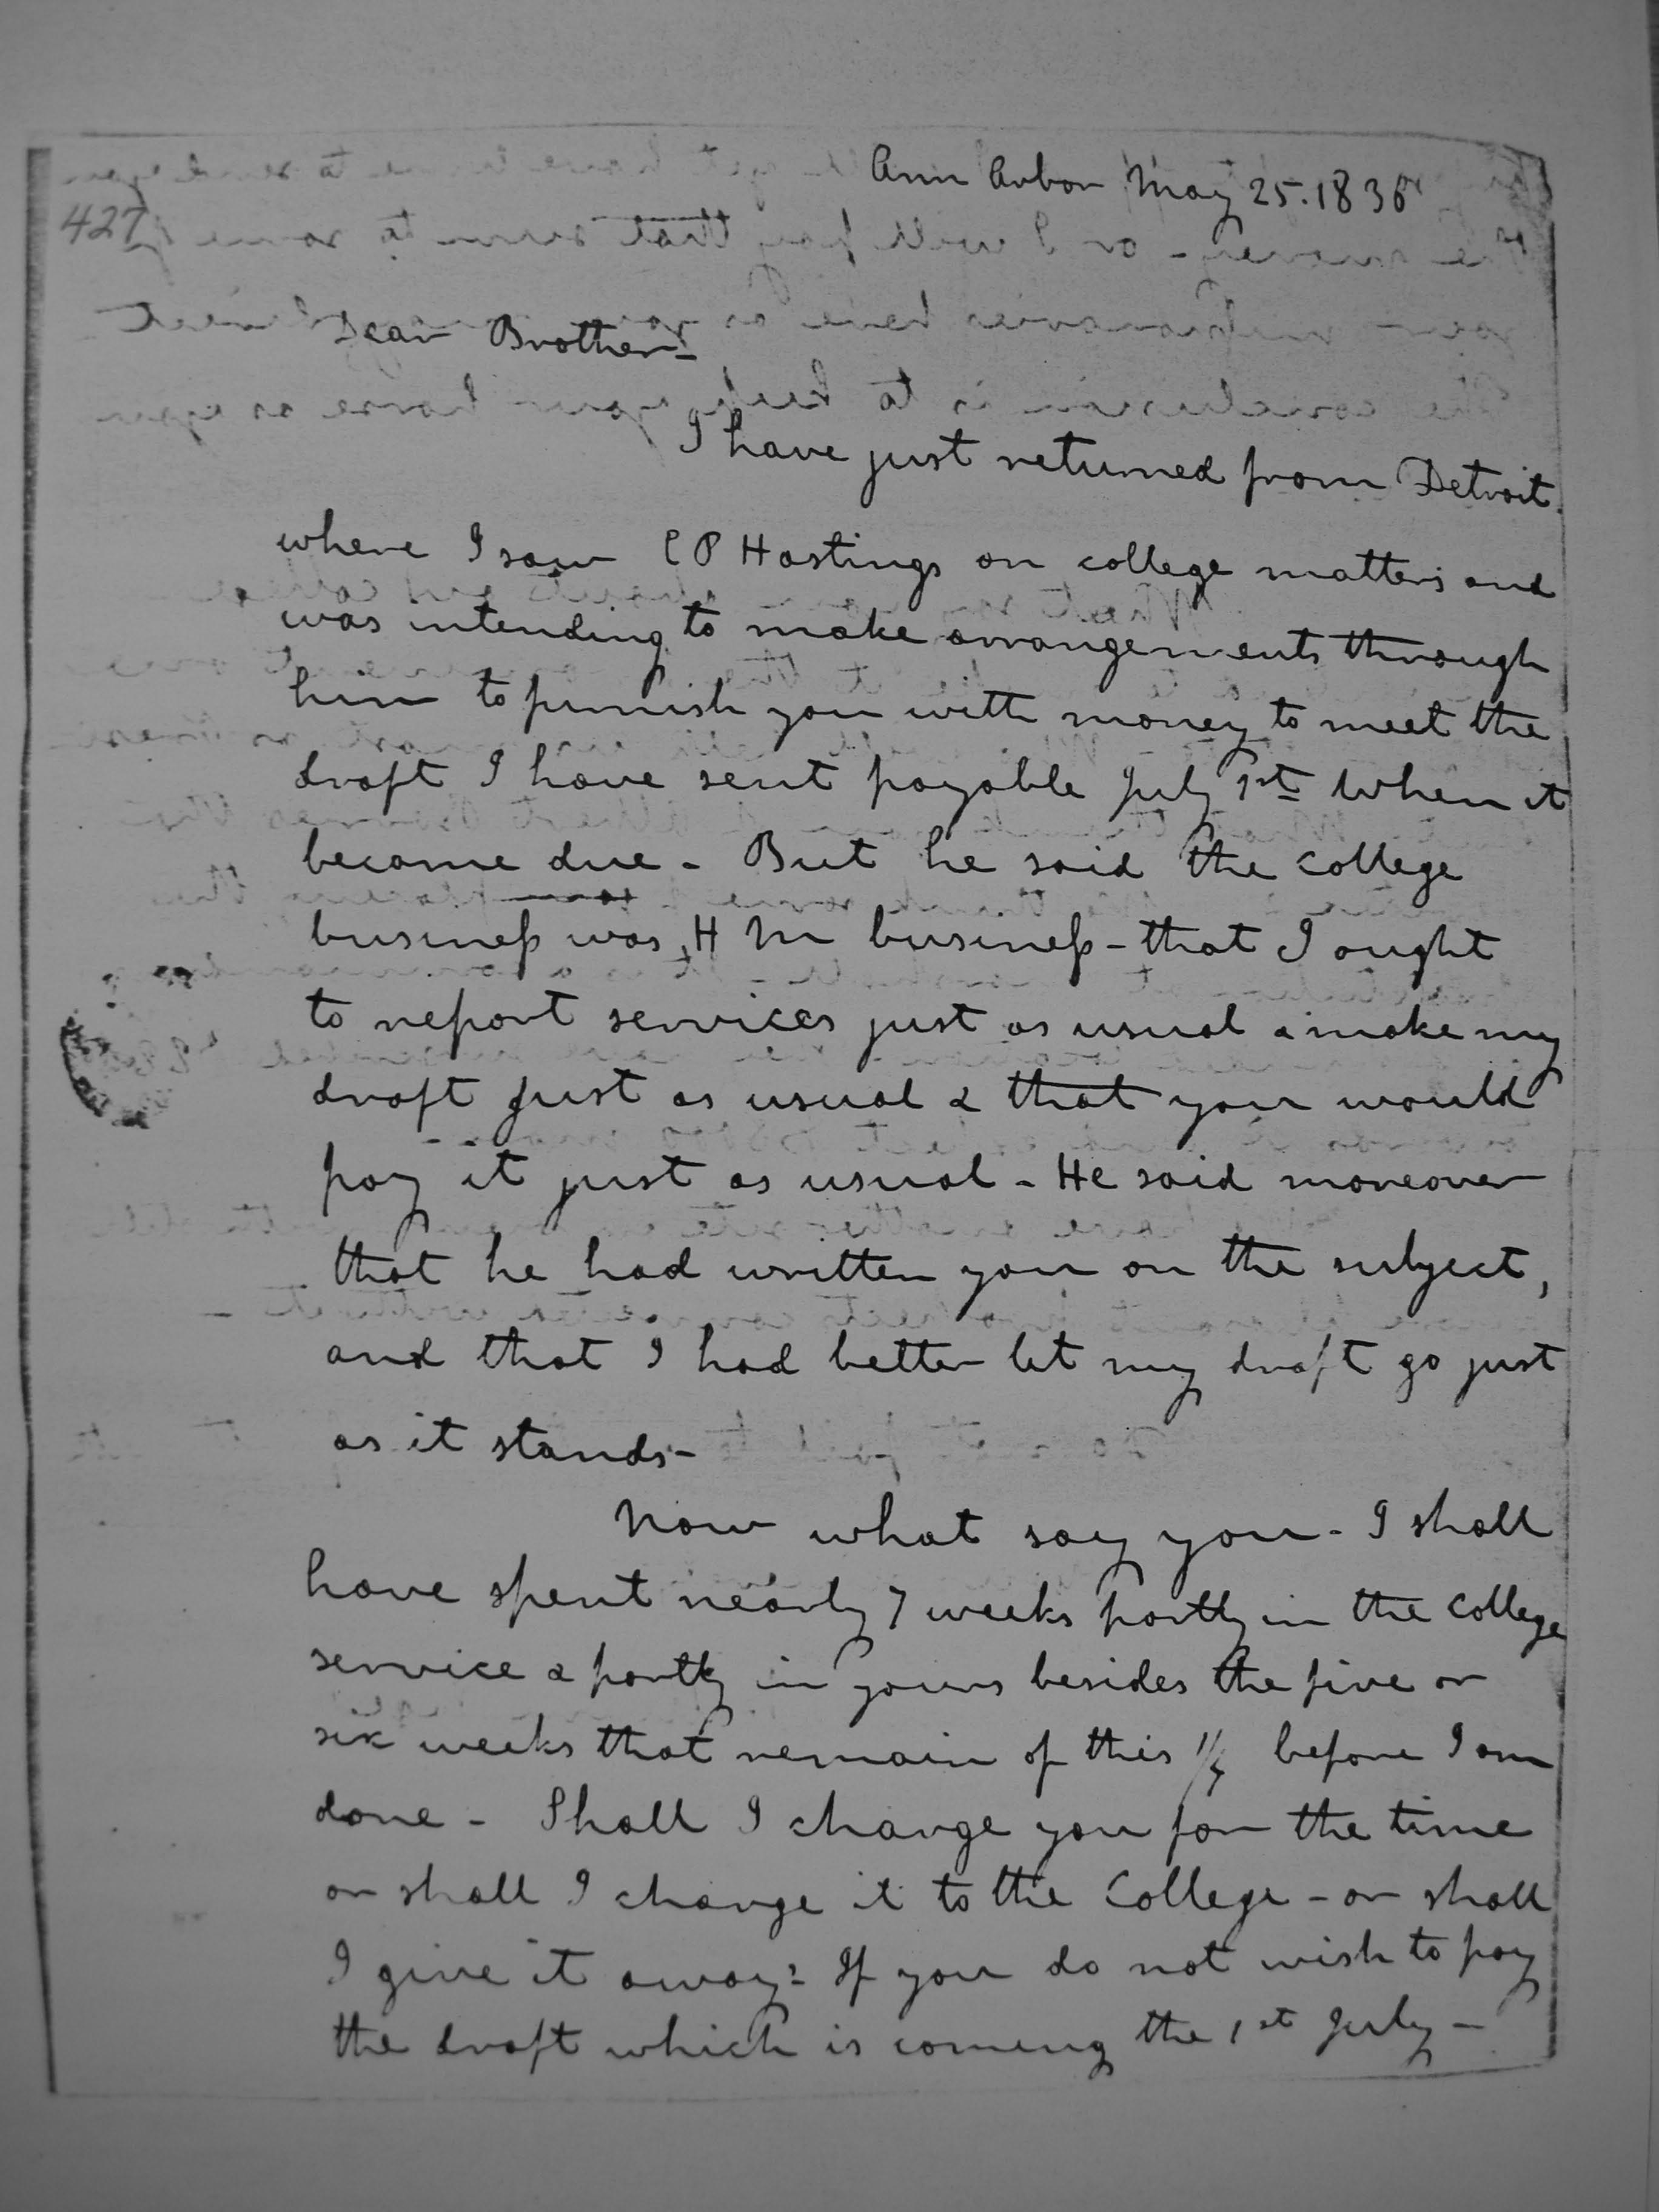 Ann Arbor May 25. 1838
427
Dear Brother-
I have just returned from Detroit.
where I saw E P Hastings on college matters and
was intending to make arrangements through
him to furnish you with money to meet the
draft I have sent payable July 1st when it
became due - But he said the college
business was H M business - that I ought
to report services just as usual & make my
draft just as usual & that you would
pay it just as usual - He said moreover
that he had written you on the subject,
and that I had better let my draft go just
as it stands-
Now what say you - I shall
have spent nearly 7 weeks partly in the College
service & partly in yours besides the five or
six weeks that remain of this 1/4 before I am
done - Shall I charge you for the time
or shall I charge it to the College - or shall
I give it away? If you do not wish to pay
the draft which is coming the 1st July -